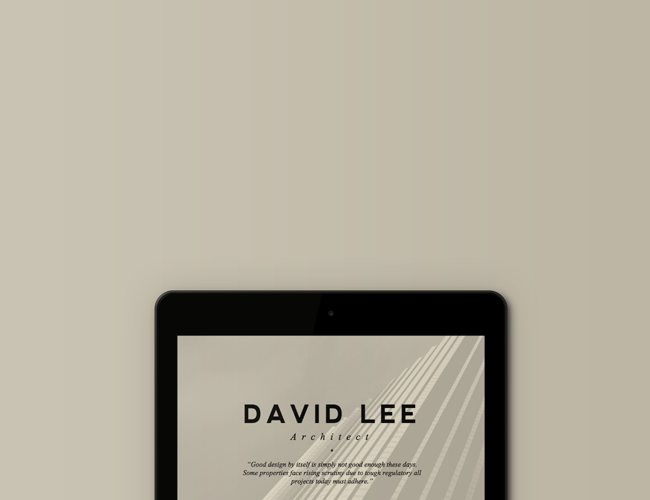 DAVID LEE
Architect
"Good design by itself is simply not good enough these days.
Some properties face rising scrutiny due to tough regulatory all
projects today must adhere."